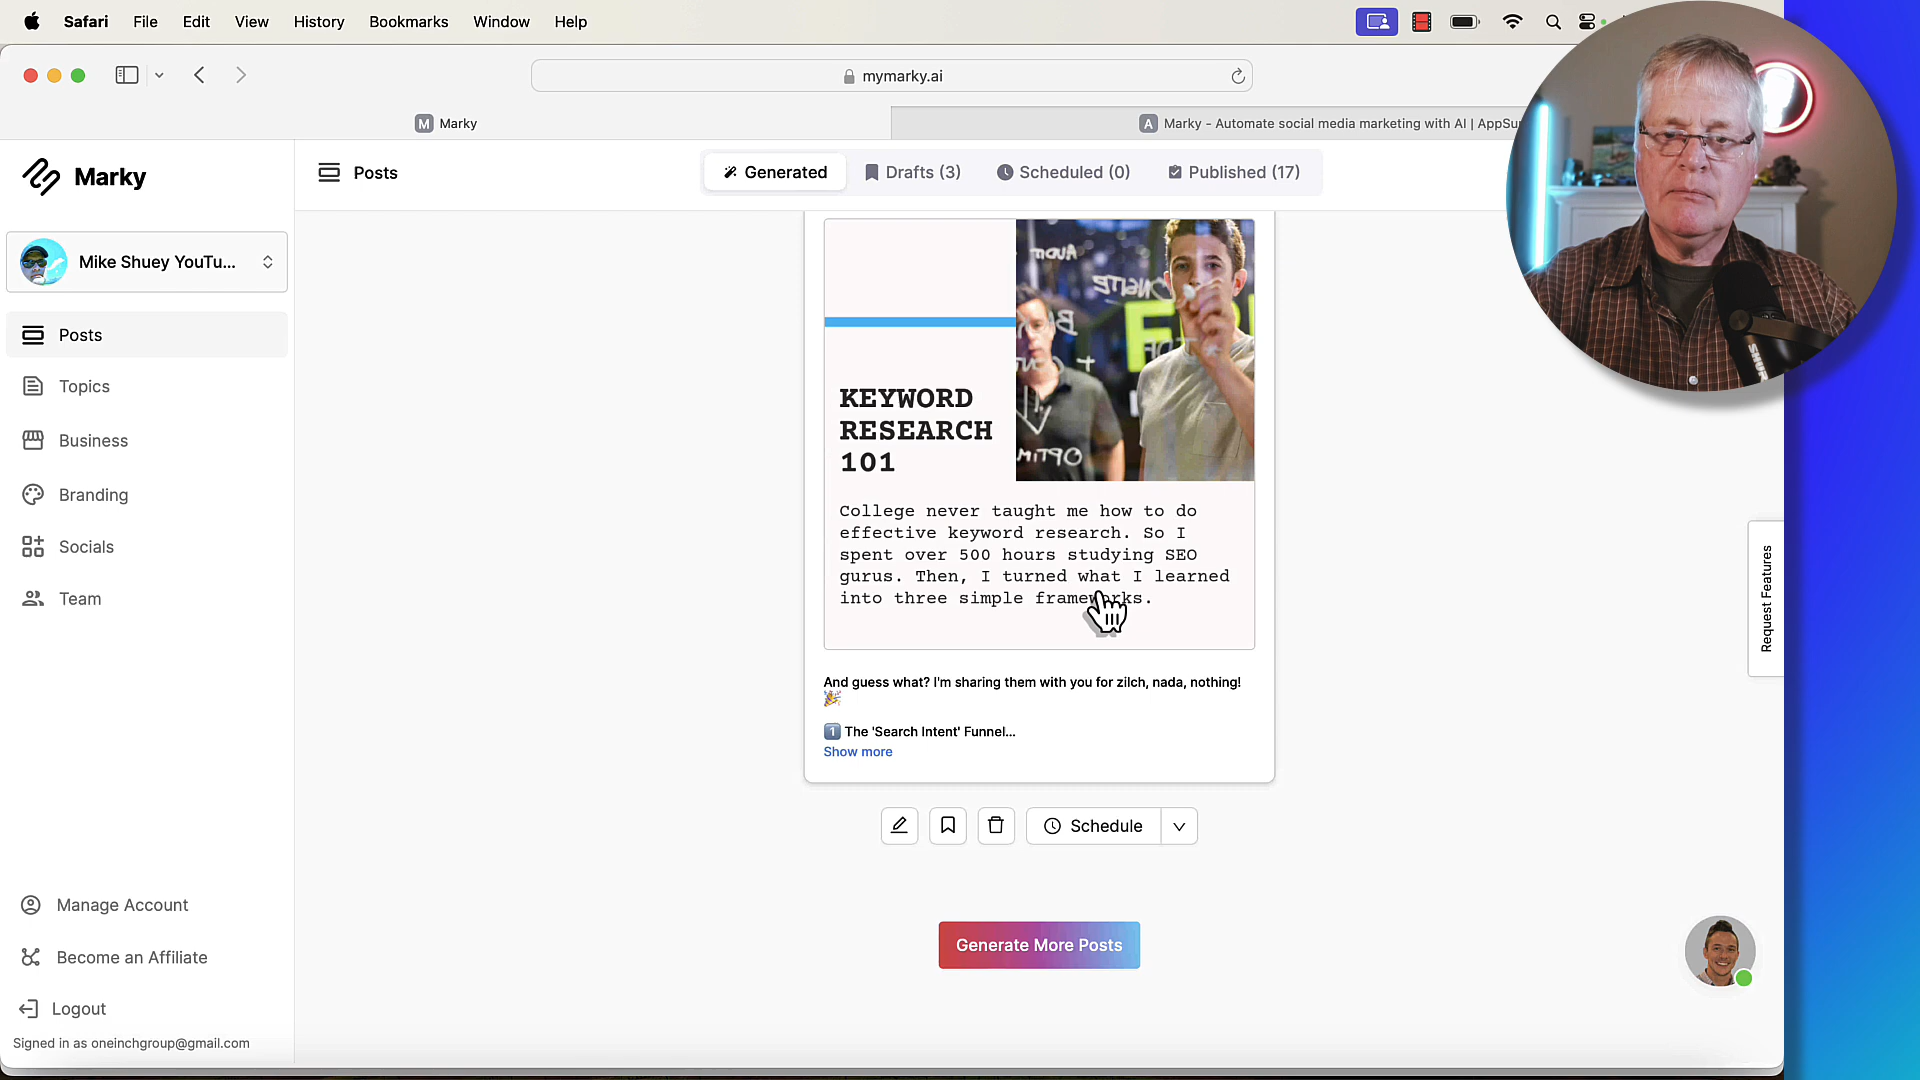 Safari File Edit View History Bookmarks Window Help
mymarky.ai
M Marky
A Marky - Automate social media marketing with AI | AppSu
Marky
Posts
Generated
Drafts (3)
Scheduled (0)
Published (17)
Mike Shuey YouTu...
Posts
Topics
Business
Branding
Socials
Team
Manage Account
Become an Affiliate
Logout
Signed in as oneinchgroup@gmail.com
KEYWORD
RESEARCH
101
College never taught me how to do
effective keyword research. So I
spent over 500 hours studying SEO
gurus. Then, I turned what I learned
into three simple frameworks.
And guess what? I'm sharing them with you for zilch, nada, nothing!
🎉
1️⃣ The 'Search Intent' Funnel...
Show more
Schedule
Generate More Posts
Request Features
SHURE